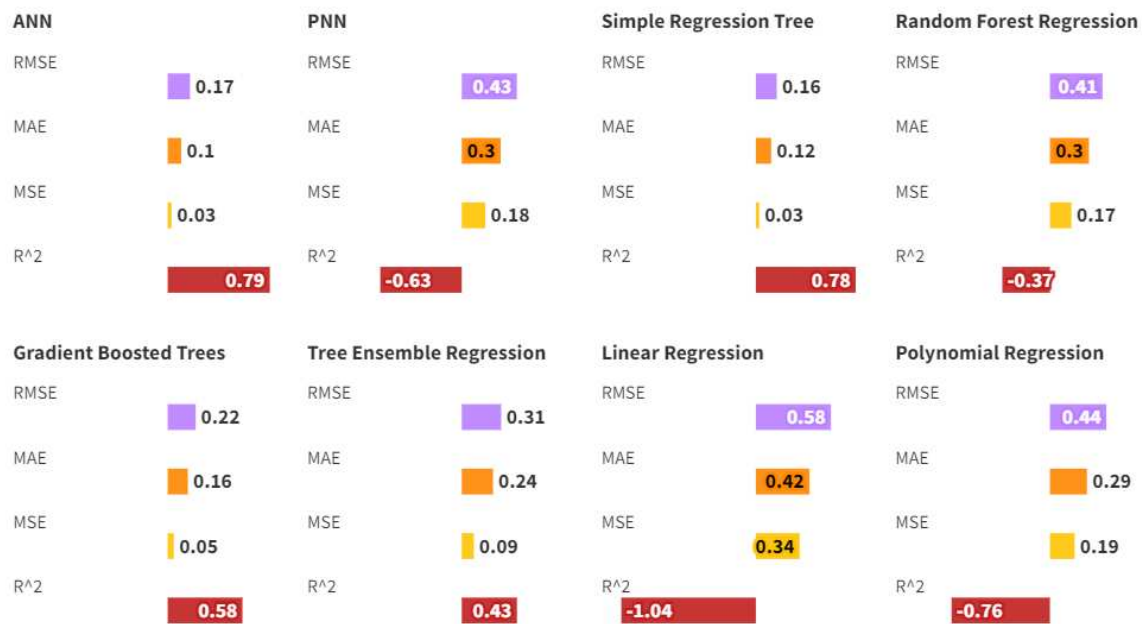 ANN
RMSE
0.17
MAE
0.1
MSE
0.03
R^2
0.79
PNN
RMSE
0.43
MAE
0.3
MSE
0.18
R^2
-0.63
Simple Regression Tree
RMSE
0.16
MAE
0.12
MSE
0.03
R^2
0.78
Random Forest Regression
RMSE
0.41
MAE
0.3
MSE
0.17
R^2
-0.37
Gradient Boosted Trees
RMSE
0.22
MAE
0.16
MSE
0.05
R^2
0.58
Tree Ensemble Regression
RMSE
0.31
MAE
0.24
MSE
0.09
R^2
0.43
Linear Regression
RMSE
0.58
MAE
0.42
MSE
0.34
R^2
-1.04
Polynomial Regression
RMSE
0.44
MAE
0.29
MSE
0.19
R^2
-0.76